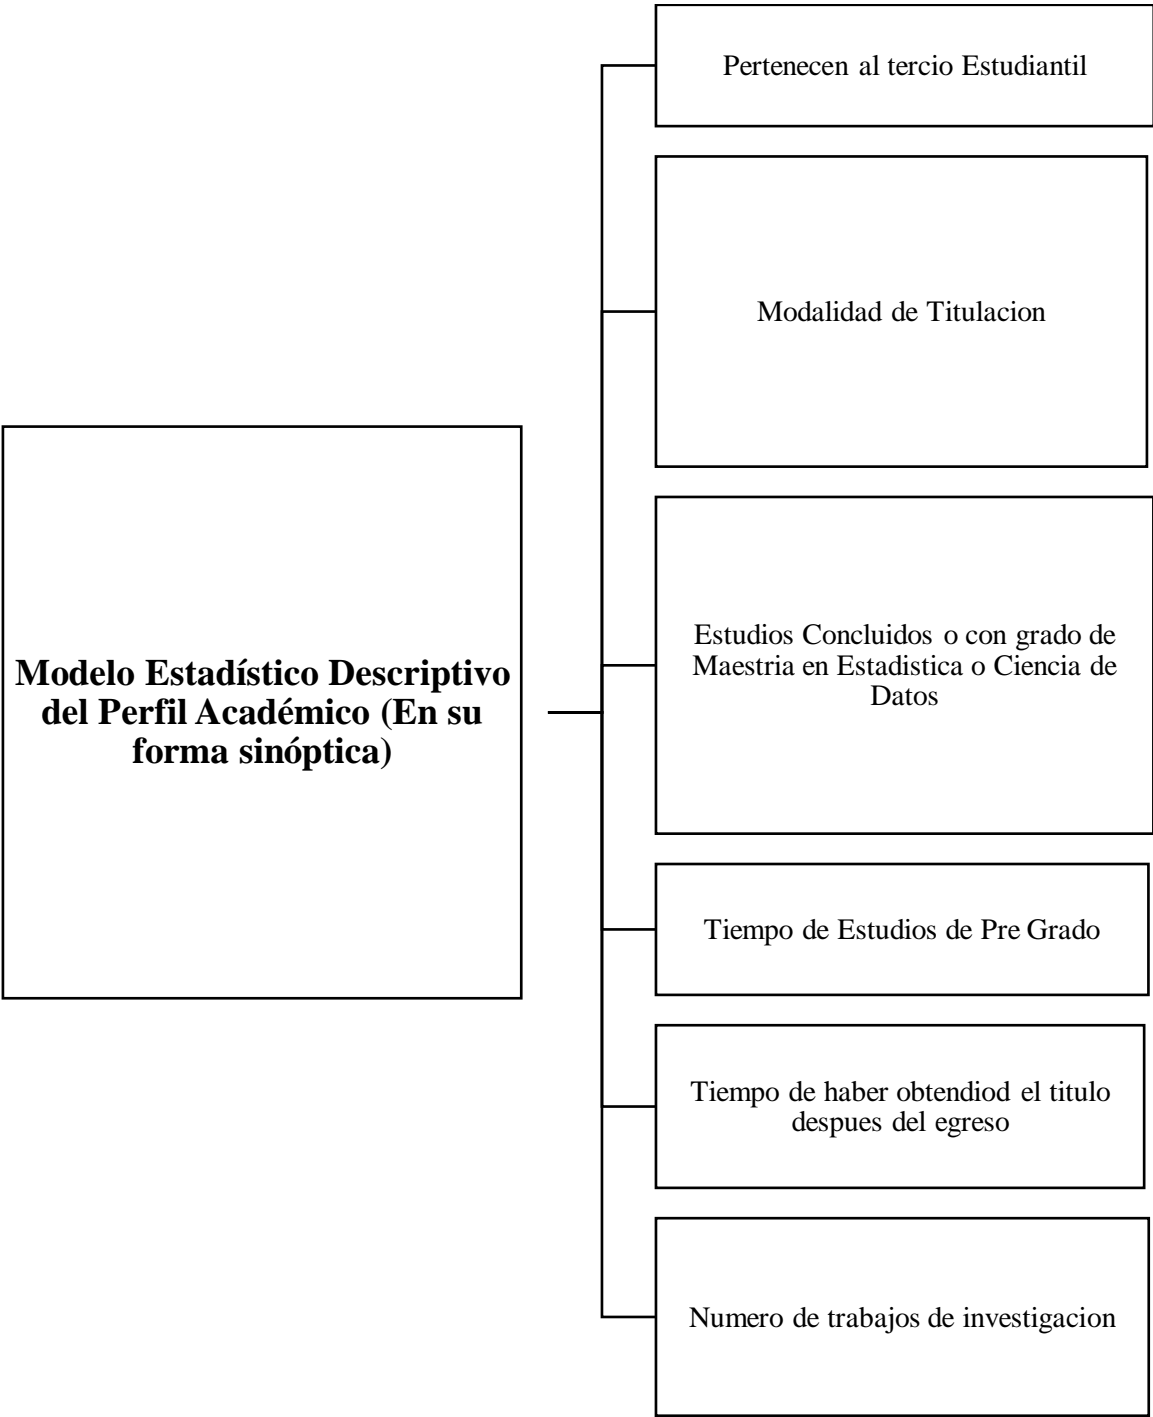 Pertenecen al tercio Estudiantil
Modalidad de Titulacion
Modelo Estadístico Descriptivo
del Perfil Académico (En su
forma sinóptica)
Estudios Concluidos o con grado de
Maestria en Estadistica o Ciencia de
Datos
Tiempo de Estudios de Pre Grado
Tiempo de haber obtendiod el titulo
despues del egreso
Numero de trabajos de investigacion